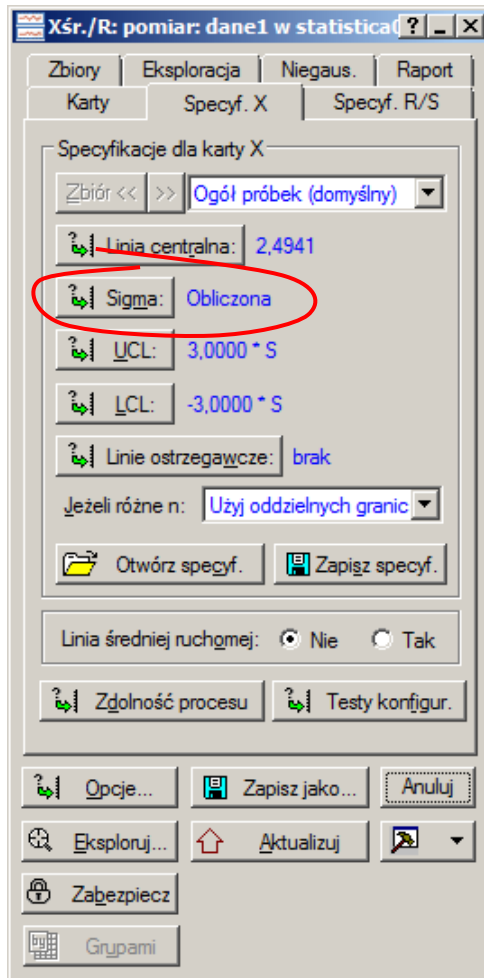 Xśr./R: pomiar: dane1 w statistica
Zbiory Eksploracja Niegaus. Raport
Karty Specyf. X Specyf. R/S
Specyfikacje dla karty X
Zbiór << >> Ogół próbek (domyślny)
Linia centralna: 2,4941
Sigma: Obliczona
UCL: 3,0000 * S
LCL: -3,0000 * S
Linie ostrzegawcze: brak
Jeżeli różne n: Użyj oddzielnych granic
Otwórz specyf. Zapisz specyf.
Linia średniej ruchomej: Nie Tak
Zdolność procesu Testy konfigur.
Opcje... Zapisz jako... Anuluj
Eksploruj... Aktualizuj
Zabezpiecz
Grupami